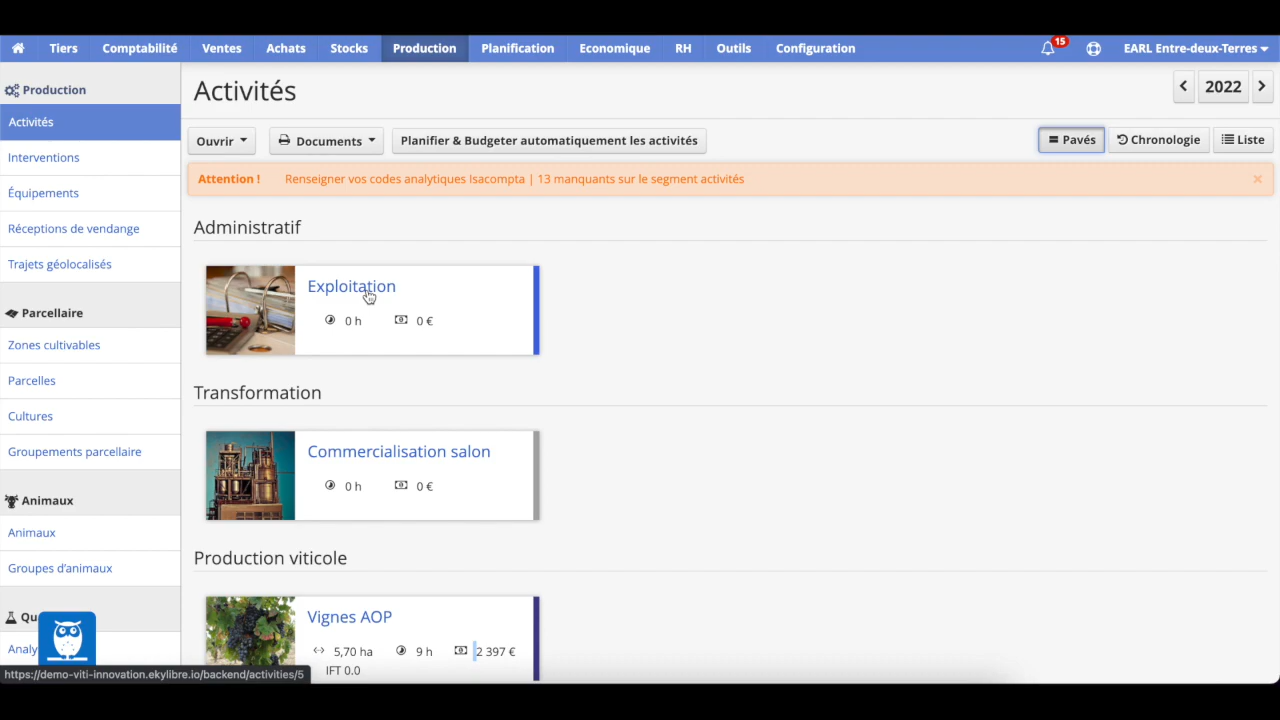 Tiers Comptabilité Ventes Achats Stocks Production Planification Economique RH Outils Configuration 15 EARL Entre-deux-Terres
Production
Activités
Interventions
Équipements
Réceptions de vendange
Trajets géolocalisés
Parcellaire
Zones cultivables
Parcelles
Cultures
Groupements parcellaire
Animaux
Animaux
Groupes d'animaux
Qu
Analy
Activités
2022
Ouvrir Documents Planifier & Budgeter automatiquement les activités Pavés Chronologie Liste
Attention ! Renseigner vos codes analytiques Isacompta | 13 manquants sur le segment activités ×
Administratif
Exploitation
0 h 0 €
Transformation
Commercialisation salon
0 h 0 €
Production viticole
Vignes AOP
5,70 ha 9 h 2 397 €
IFT 0.0
https://demo-viti-innovation.ekylibre.io/backend/activities/5